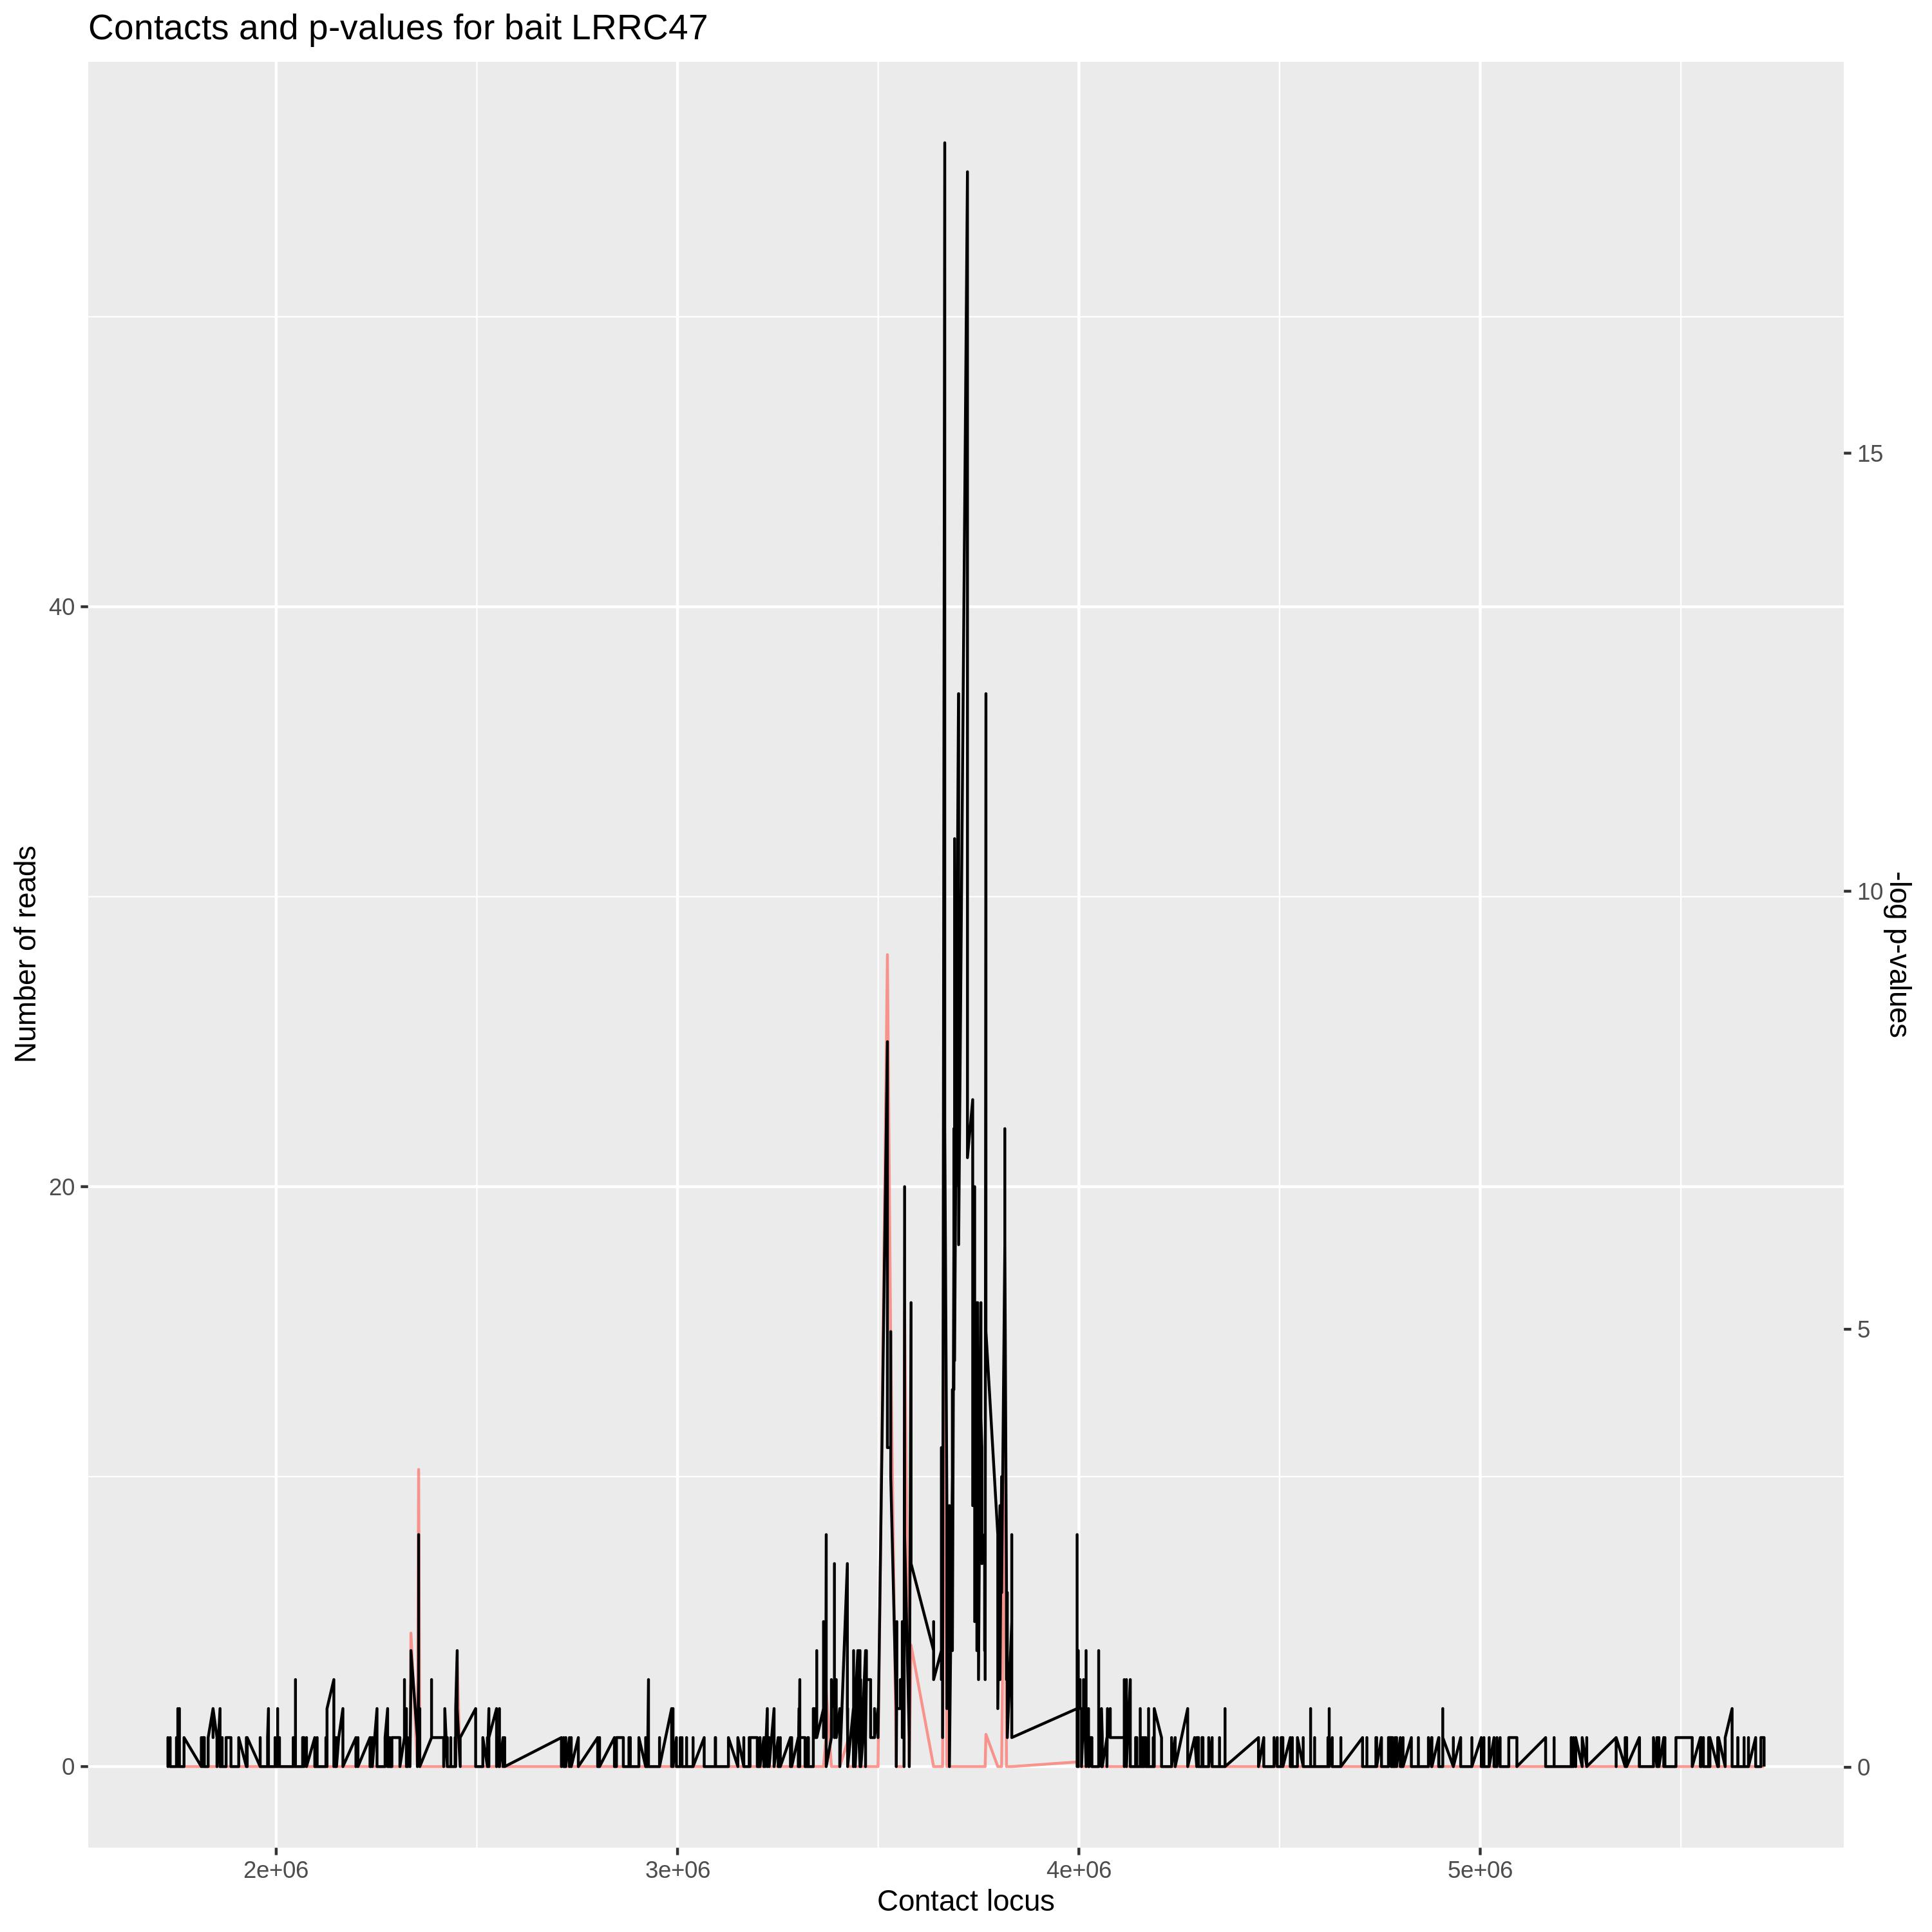 Contacts and p-values for bait LRRC47
Number of reads
40
20
0
15
10
5
0
-log p-values
2e+06 3e+06 4e+06 5e+06
Contact locus